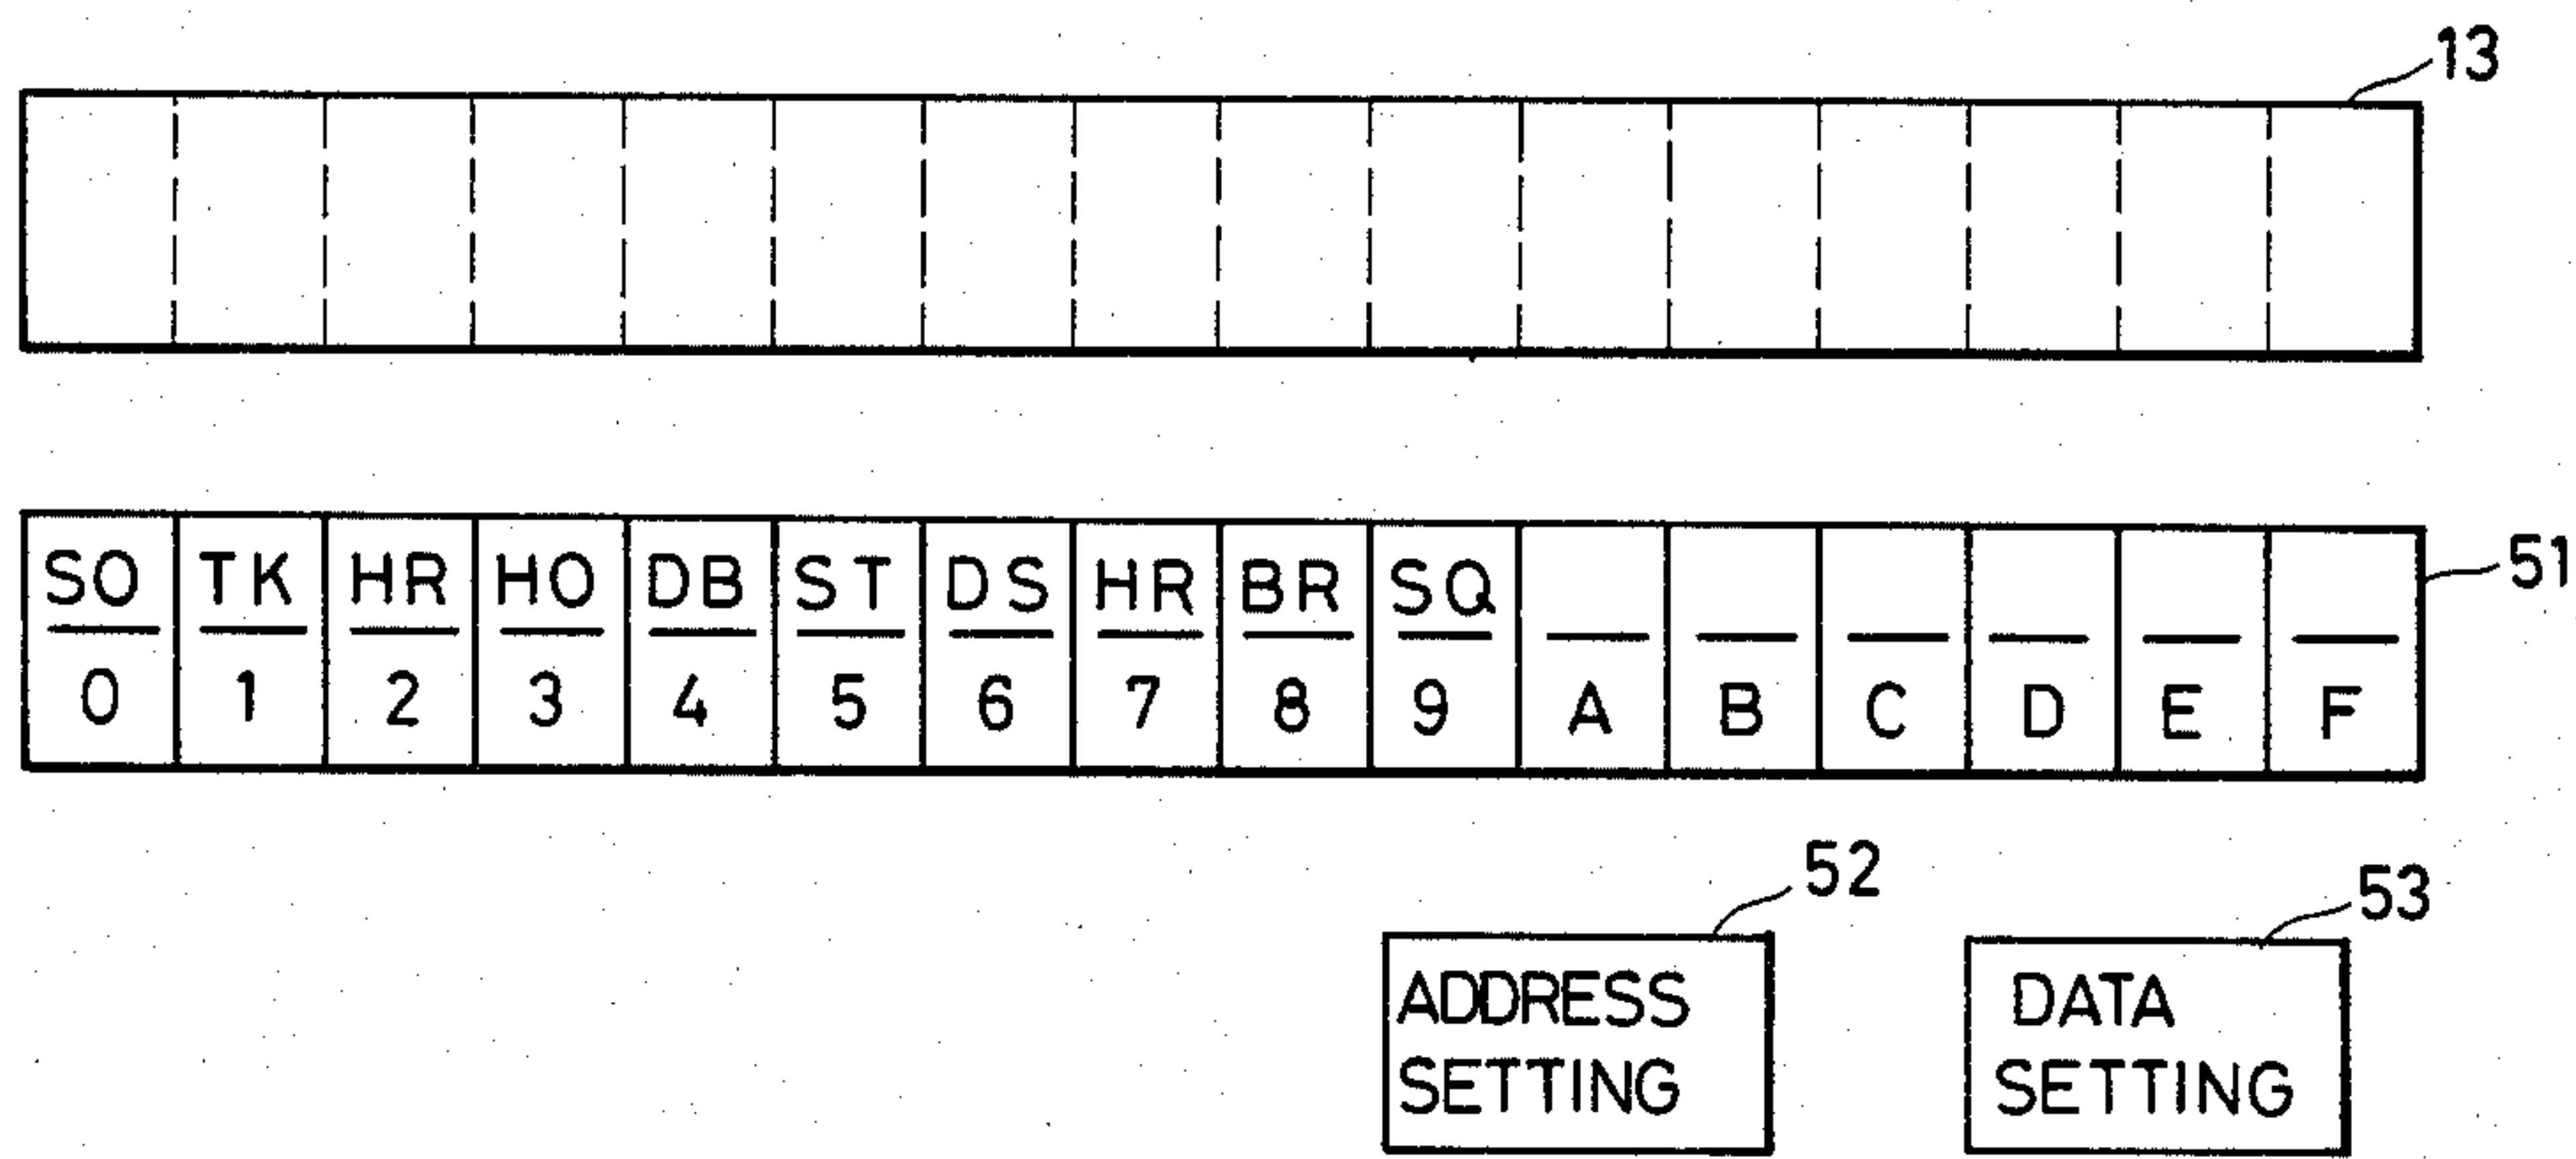 13
SO TK HR HO DB ST DS HR BR SQ
0 1 2 3 4 5 6 7 8 9 A B C D E F
51
52
53
ADDRESS
SETTING
DATA
SETTING